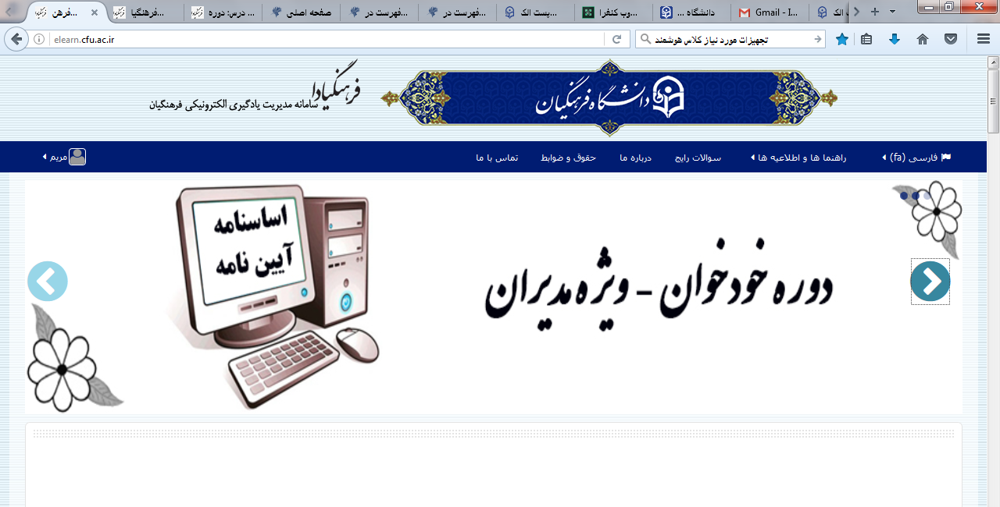 فرهن...
فرهنگیا...
درس: دوره ...
صفحه اصلی
فهرست در...
فهرست در...
پست الک...
وب کنفرا...
دانشگاه ...
Gmail - I...
elearn.cfu.ac.ir
تجهیزات مورد نیاز کلاس هوشمند
دانشگاه فرهنگیان
فرهنگیادا
سامانه مدیریت یادگیری الکترونیکی فرهنگیان
فارسی (fa)
راهنما ها و اطلاعیه ها
سوالات رایج
درباره ما
حقوق و ضوابط
تماس با ما
مریم
اساسنامه
آیین نامه
دوره خودخوان - ویژه مدیران